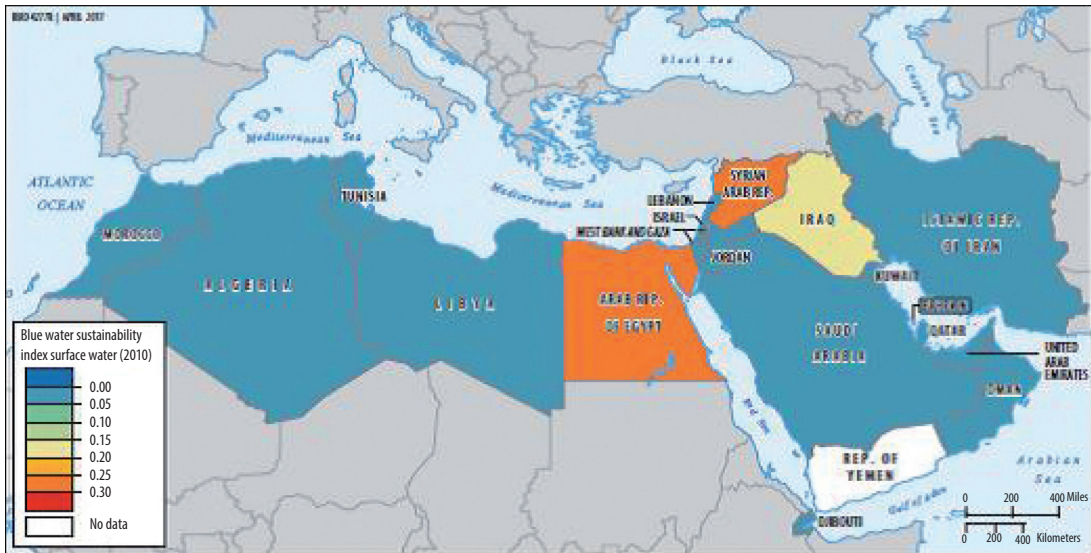 IBRD 42778 | APRIL 2017
Black Sea
Caspian Sea
Mediterranean Sea
ATLANTIC
OCEAN
TUNISIA
Mediterranean Sea
SYRIAN
ARAB REP.
LEBANON
ISRAEL
WEST BANK AND GAZA
IRAQ
ISLAMIC REP.
OF IRAN
MOROCCO
JORDAN
ALGERIA
LIBYA
ARAB REP.
OF EGYPT
KUWAIT
BAHRAIN
QATAR
SAUDI
ARABIA
UNITED
ARAB
EMIRATES
OMAN
Red Sea
REP. OF
YEMEN
Arabian
Sea
Gulf of Aden
DJIBOUTI
Blue water sustainability
index surface water (2010)
0.00
0.05
0.10
0.15
0.20
0.25
0.30
No data
0 200 400 Miles
0 200 400 Kilometers